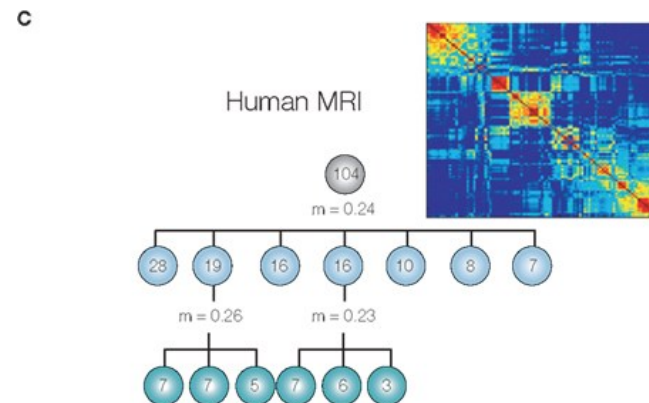 C
Human MRI
104
m = 0.24
28 19 16 16 10 8 7
m = 0.26 m = 0.23
7 7 5 7 6 3